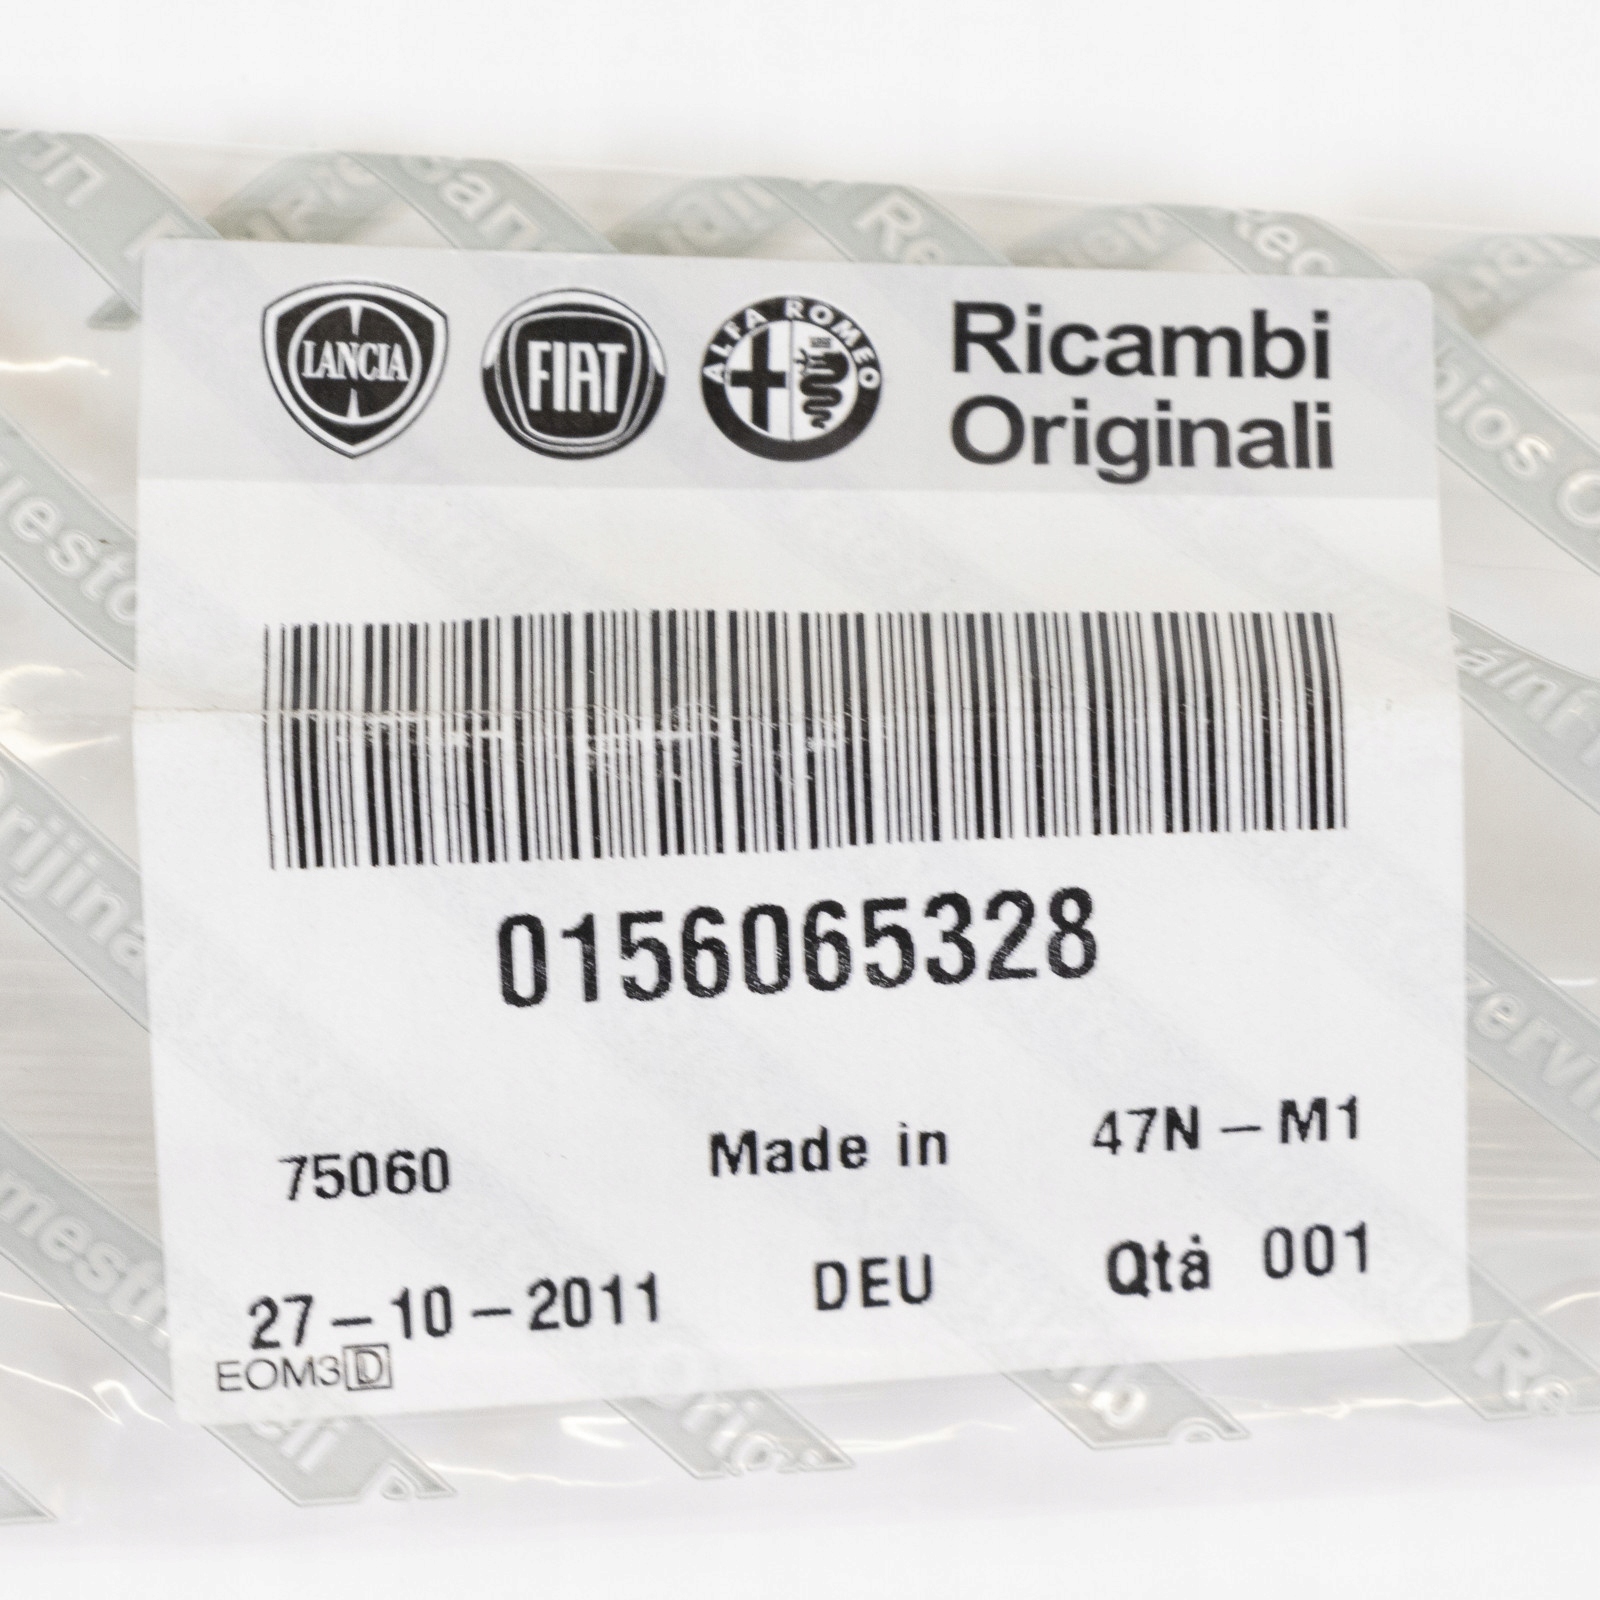 LANCIA FIAT ALFA ROMEO Ricambi
Originali
0156065328
75060 Made in 47N-M1
27-10-2011 DEU Qtà 001
EOM3D